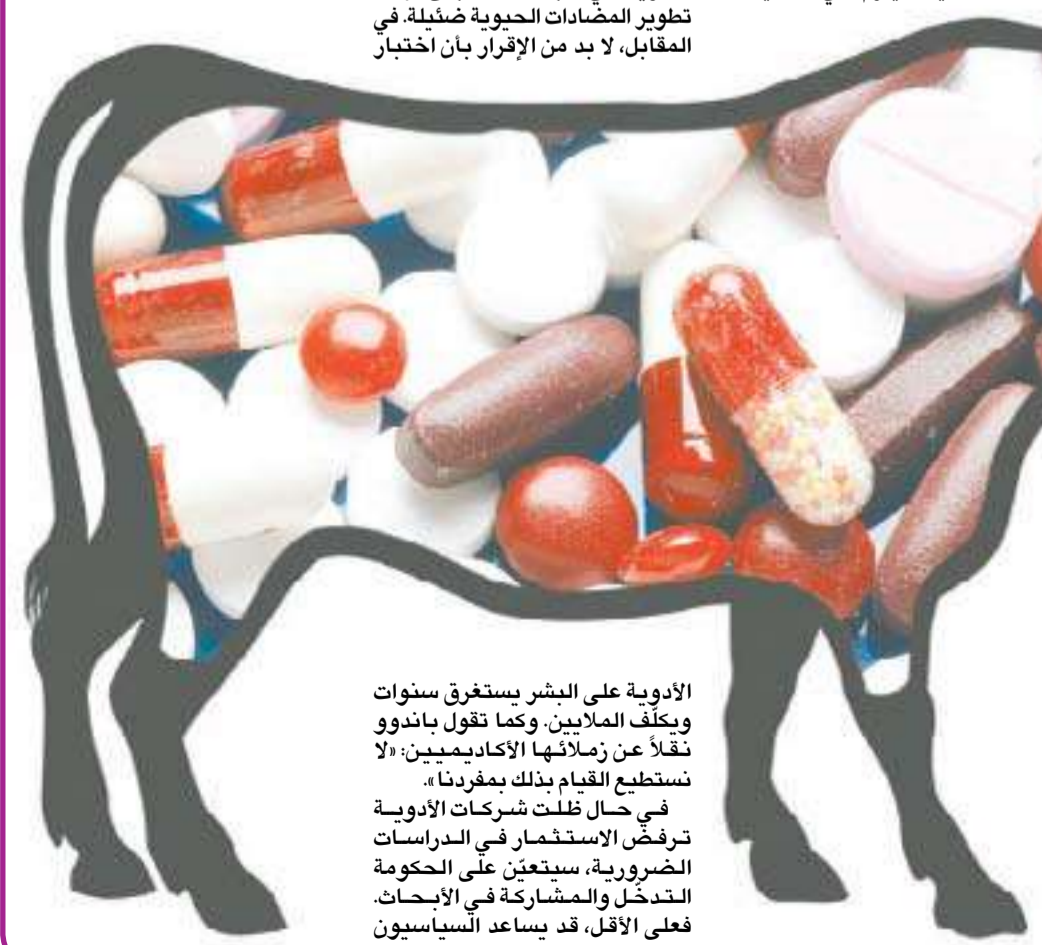 تطوير المضادات الحيوية ضئيلة. في
المقابل، لا بد من الإقرار بأن اختبار
الأدوية على البشر يستغرق سنوات
ويكلّف الملايين. وكما تقول باندوو
نقلاً عن زملائها الأكاديميين: «لا
نستطيع القيام بذلك بمفردنا».
في حال ظلت شركات الأدوية
ترفض الاستثمار في الدراسات
الضرورية، سيتعيّن على الحكومة
التدخّل والمشاركة في الأبحاث.
فعلى الأقل، قد يساعد السياسيون